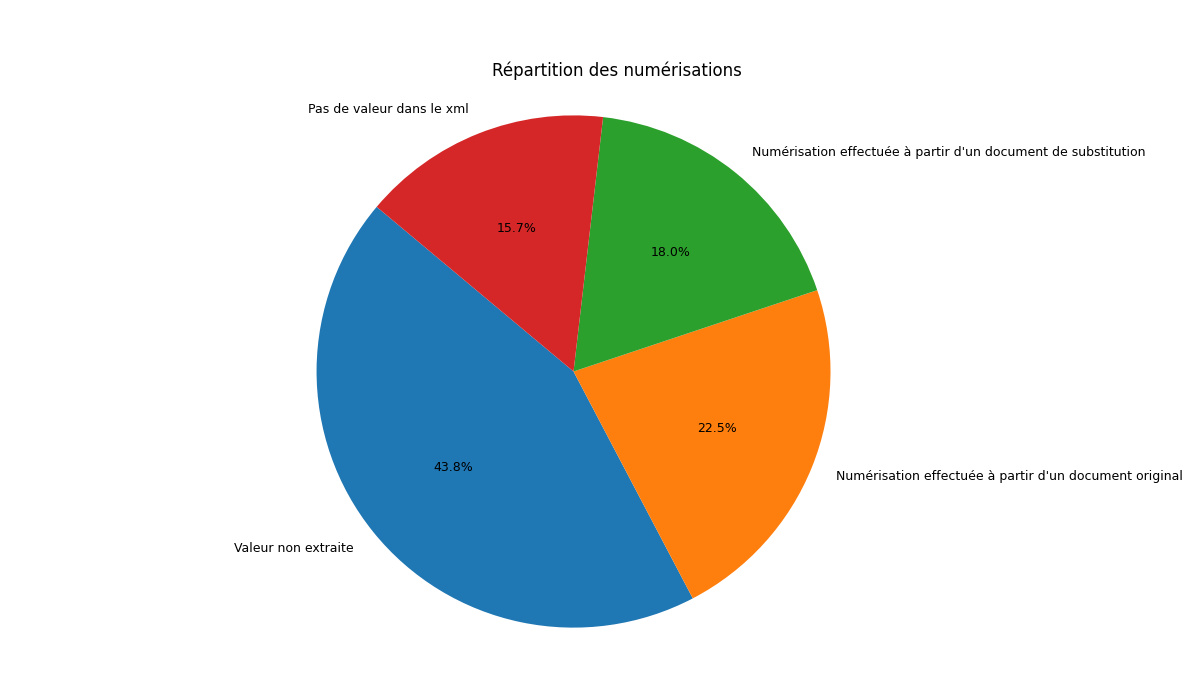 Répartition des numérisations
Pas de valeur dans le xml
Numérisation effectuée à partir d'un document de substitution
15.7%
18.0%
22.5%
43.8%
Numérisation effectuée à partir d'un document original
Valeur non extraite